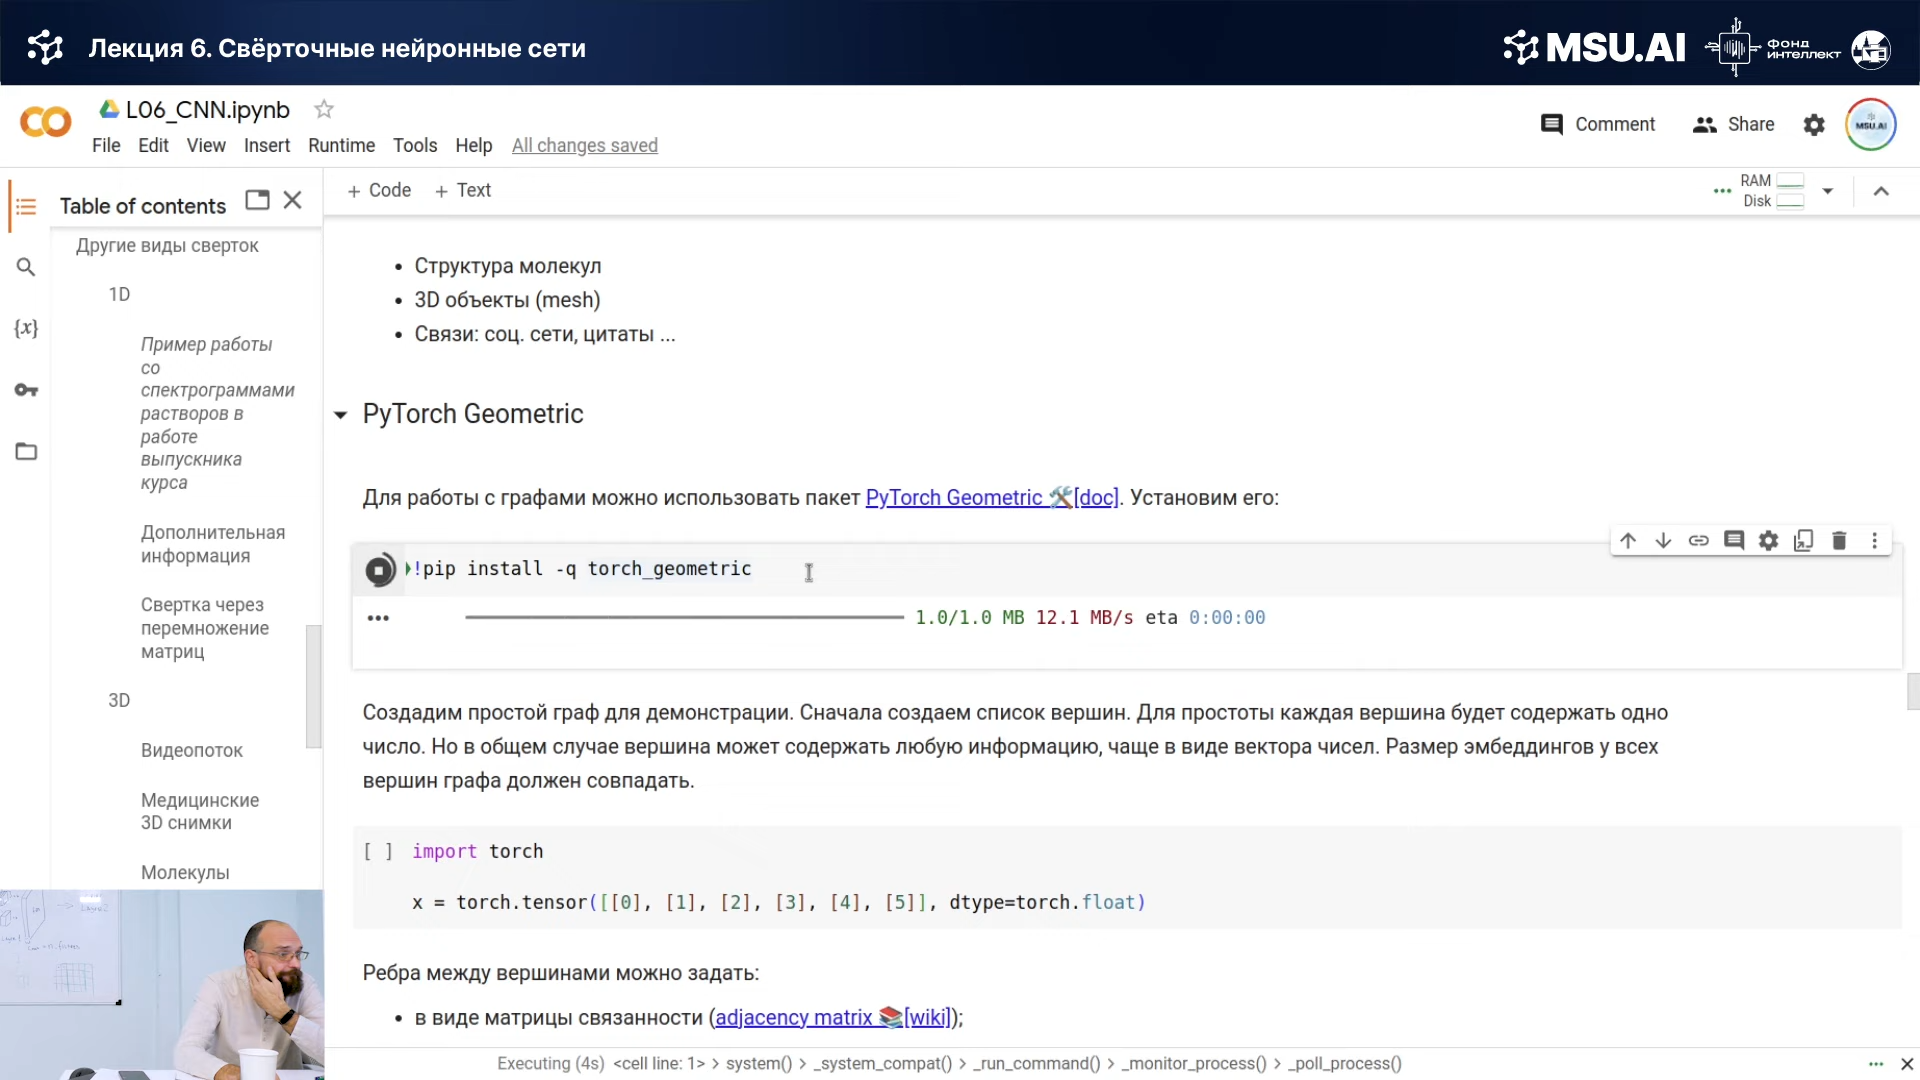 Лекция 6. Свёрточные нейронные сети
MSU.AI
ФОНД
ИНТЕЛЛЕКТ
L06_CNN.ipynb
Comment
Share
MSU.AI
File Edit View Insert Runtime Tools Help All changes saved
Table of contents
+ Code + Text
RAM
Disk
Другие виды сверток
1D
Пример работы
со
спектрограммами
растворов в
работе
выпускника
курса
Дополнительная
информация
Свертка через
перемножение
матриц
3D
Видеопоток
Медицинские
3D снимки
Молекулы
{x}
• Структура молекул
• 3D объекты (mesh)
• Связи: соц. сети, цитаты ...
PyTorch Geometric
Для работы с графами можно использовать пакет PyTorch Geometric 🛠️[doc]. Установим его:
!pip install -q torch_geometric
1.0/1.0 MB 12.1 MB/s eta 0:00:00
Создадим простой граф для демонстрации. Сначала создаем список вершин. Для простоты каждая вершина будет содержать одно
число. Но в общем случае вершина может содержать любую информацию, чаще в виде вектора чисел. Размер эмбеддингов у всех
вершин графа должен совпадать.
[ ] import torch
x = torch.tensor([[0], [1], [2], [3], [4], [5]], dtype=torch.float)
Ребра между вершинами можно задать:
• в виде матрицы связанности (adjacency matrix 📚[wiki]);
Executing (4s) <cell line: 1> > system() > _system_compat() > _run_command() > _monitor_process() > _poll_process()